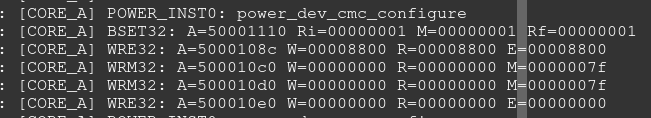 : [CORE_A] POWER_INST0: power_dev_cmc_configure
: [CORE_A] BSET32: A=50001110 Ri=00000001 M=00000001 Rf=00000001
: [CORE_A] WRE32: A=5000108c W=00008800 R=00008800 E=00008800
: [CORE_A] WRM32: A=500010c0 W=00000000 R=00000000 M=0000007f
: [CORE_A] WRM32: A=500010d0 W=00000000 R=00000000 M=0000007f
: [CORE_A] WRE32: A=500010e0 W=00000000 R=00000000 E=00000000